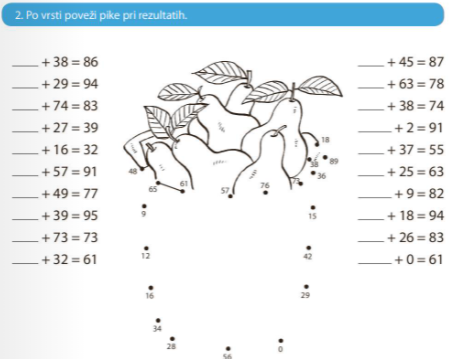 2. Po vrsti poveži pike pri rezultatih.
____ + 38 = 86
____ + 29 = 94
____ + 74 = 83
____ + 27 = 39
____ + 16 = 32
____ + 57 = 91
____ + 49 = 77
____ + 39 = 95
____ + 73 = 73
____ + 32 = 61
____ + 45 = 87
____ + 63 = 78
____ + 38 = 74
____ + 2 = 91
____ + 37 = 55
____ + 25 = 63
____ + 9 = 82
____ + 18 = 94
____ + 26 = 83
____ + 0 = 61
18
38 89
48 36
65 61 57 76 73
9 15
12 42
16 29
34
28 56 0